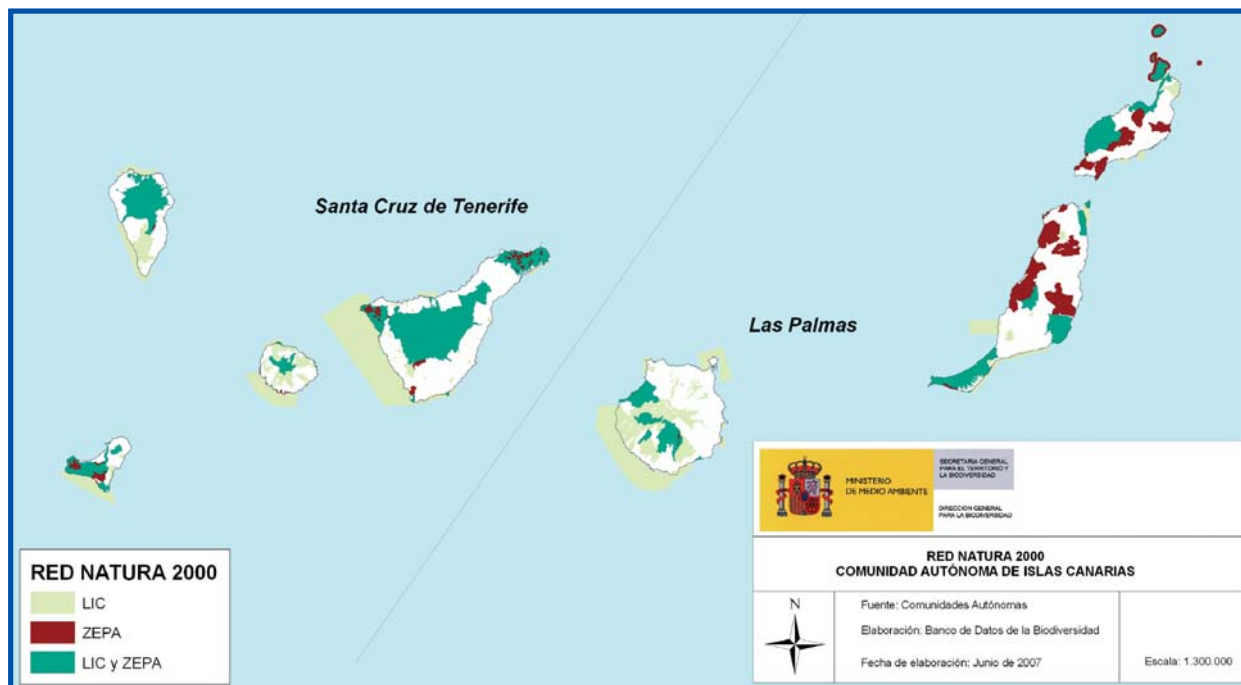 Santa Cruz de Tenerife
Las Palmas
RED NATURA 2000
LIC
ZEPA
LIC y ZEPA
MINISTERIO
DE MEDIO AMBIENTE
SECRETARIA GENERAL
PARA EL TERRITORIO Y
LA BIODIVERSIDAD
DIRECCION GENERAL
PARA LA BIODIVERSIDAD
RED NATURA 2000
COMUNIDAD AUTÓNOMA DE ISLAS CANARIAS
N
Fuente: Comunidades Autónomas
Elaboración: Banco de Datos de la Biodiversidad
Fecha de elaboración: Junio de 2007
Escala: 1.300.000